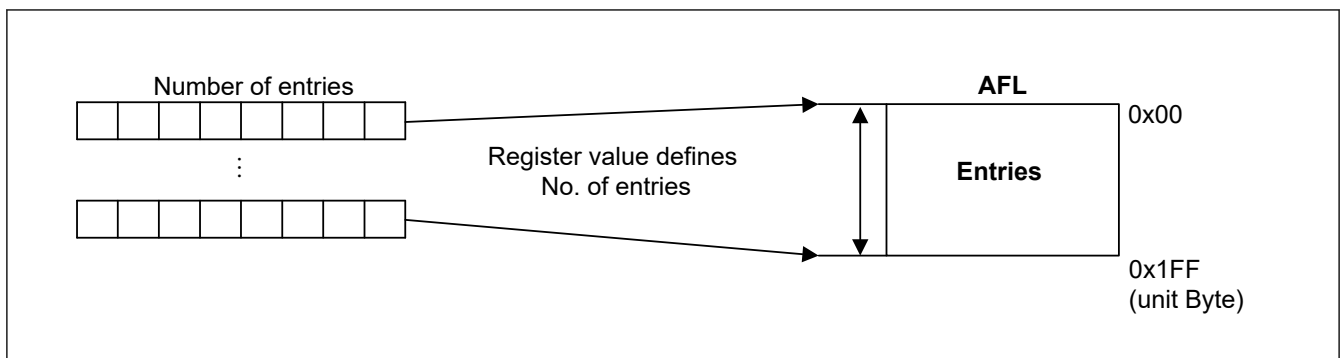 Number of entries
AFL
0x00
⋮
Register value defines
No. of entries
Entries
0x1FF
(unit Byte)